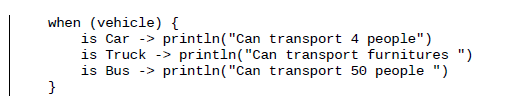 when (vehicle) {
    is Car -> println("Can transport 4 people")
    is Truck -> println("Can transport furnitures ")
    is Bus -> println("Can transport 50 people ")
}